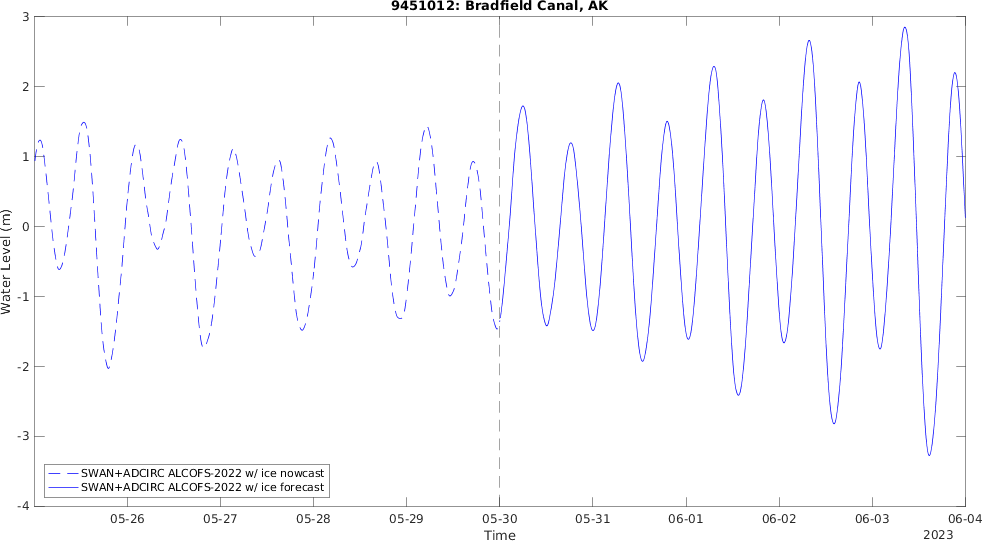 9451012: Bradfield Canal, AK
3
2
1
0
-1
-2
-3
-4
Water Level (m)
SWAN+ADCIRC ALCOFS-2022 w/ ice nowcast
SWAN+ADCIRC ALCOFS-2022 w/ ice forecast
05-26 05-27 05-28 05-29 05-30 05-31 06-01 06-02 06-03 06-04
Time
2023